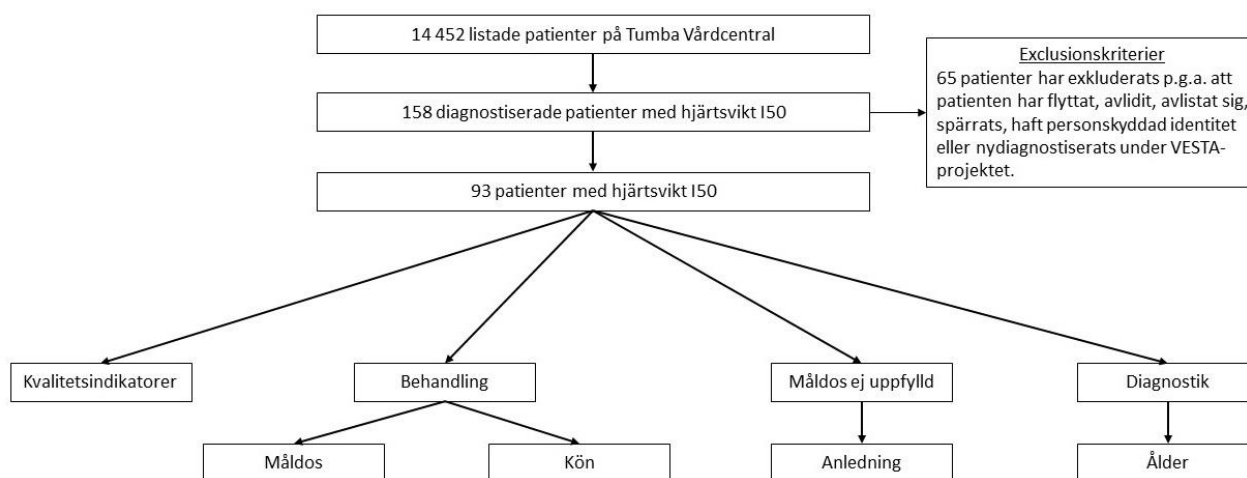 14 452 listade patienter på Tumba Vårdcentral
Exclusionskriterier
65 patienter har exkluderats p.g.a. att
patienten har flyttat, avlidit, avlistat sig,
spärrats, haft personskyddad identitet
eller nydiagnostiserats under VESTA-
projektet.
158 diagnostiserade patienter med hjärtsvikt I50
93 patienter med hjärtsvikt I50
Kvalitetsindikatorer
Behandling
Måldos ej uppfylld
Diagnostik
Måldos
Kön
Anledning
Ålder